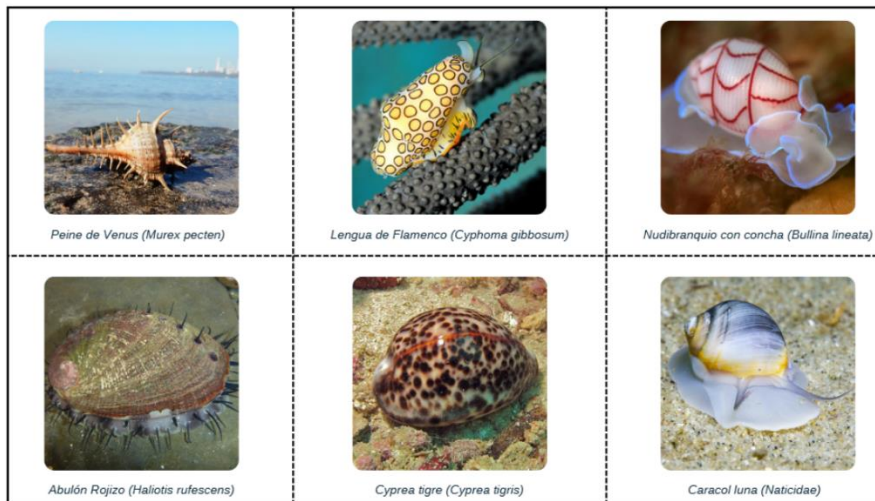 Peine de Venus (Murex pecten)
Lengua de Flamenco (Cyphoma gibbosum)
Nudibranquio con concha (Bullina lineata)
Abulón Rojizo (Haliotis rufescens)
Cyprea tigre (Cyprea tigris)
Caracol luna (Naticidae)